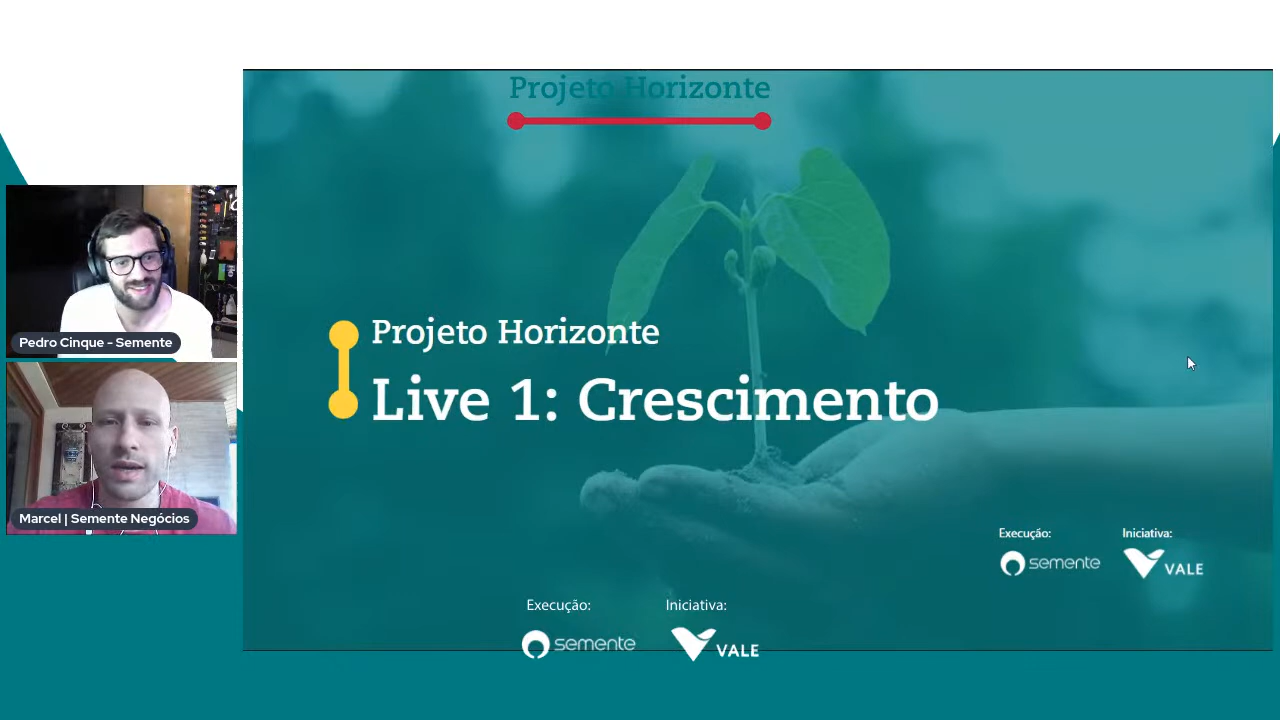 Projeto Horizonte
Pedro Cinque - Semente
Marcel | Semente Negócios
Projeto Horizonte
Live 1: Crescimento
Execução:
Iniciativa:
semente
VALE
Execução:
Iniciativa:
semente
VALE